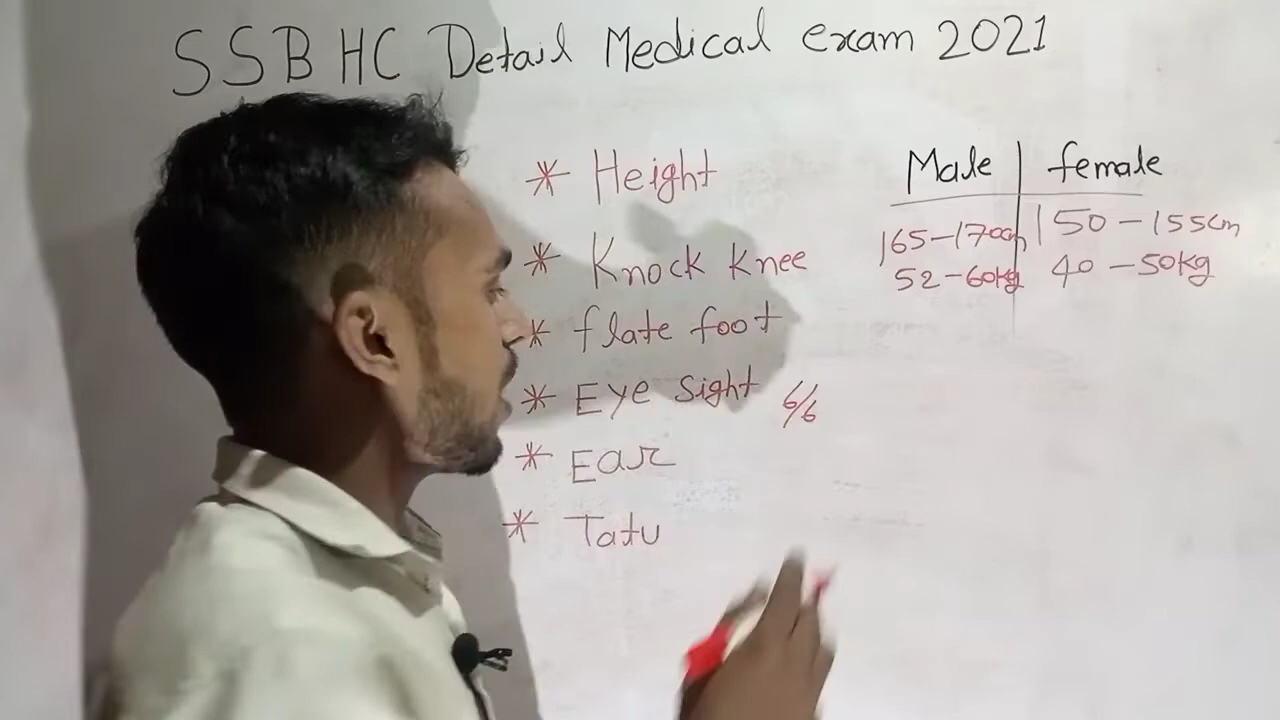 SSB HC Detail Medical exam 2021
* Height
* Knock Knee
* flate foot
* Eye Sight 6/6
* Ear
* Tatu
Male | female
165-170cm | 150-155cm
52-60kg | 40-50kg